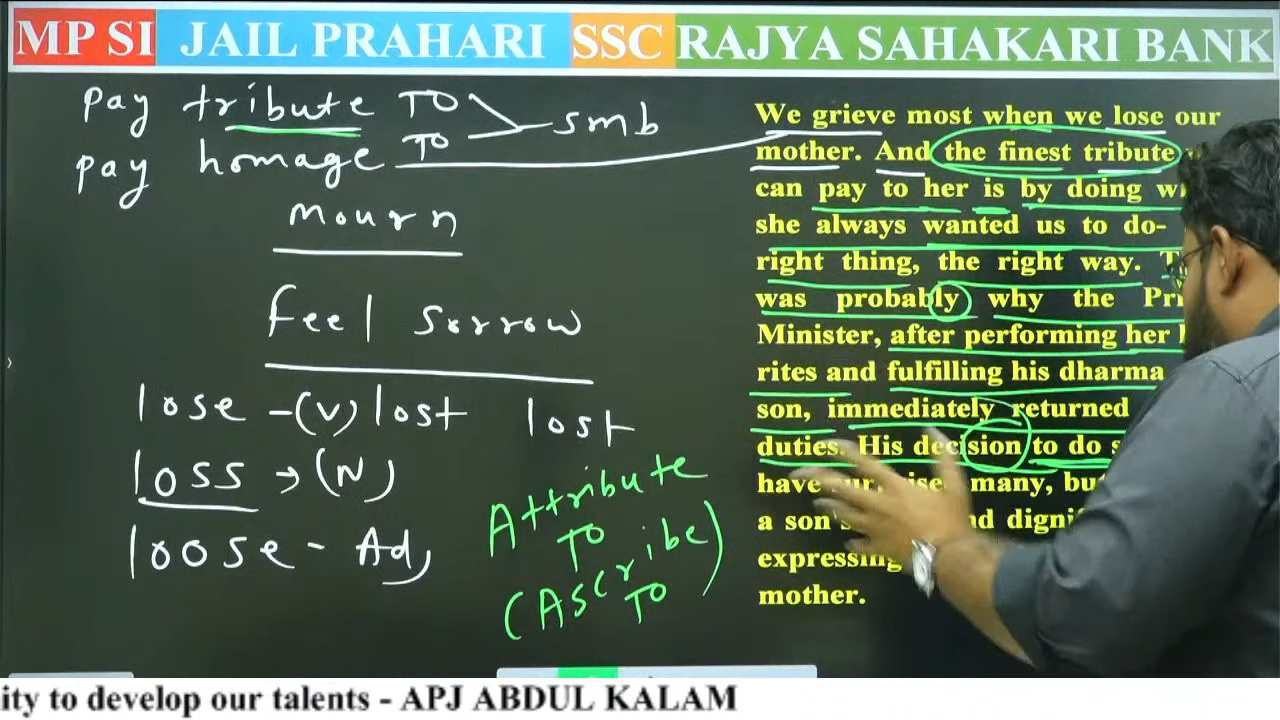 MP SI JAIL PRAHARI SSC RAJYA SAHAKARI BANK
pay tribute TO
pay homage TO
smb
mourn
feel sorrow
lose -(v) lost lost
loss → (N)
loose - Adj
Attribute
TO
(Ascribe)
TO
We grieve most when we lose our
mother. And the finest tribute
can pay to her is by doing
she always wanted us to do-
right thing, the right way.
was probably why the
Minister, after performing her
rites and fulfilling his dharma
son, immediately returned
duties. His decision to do
have many,
a son's
expressing
mother.
ity to develop our talents - APJ ABDUL KALAM